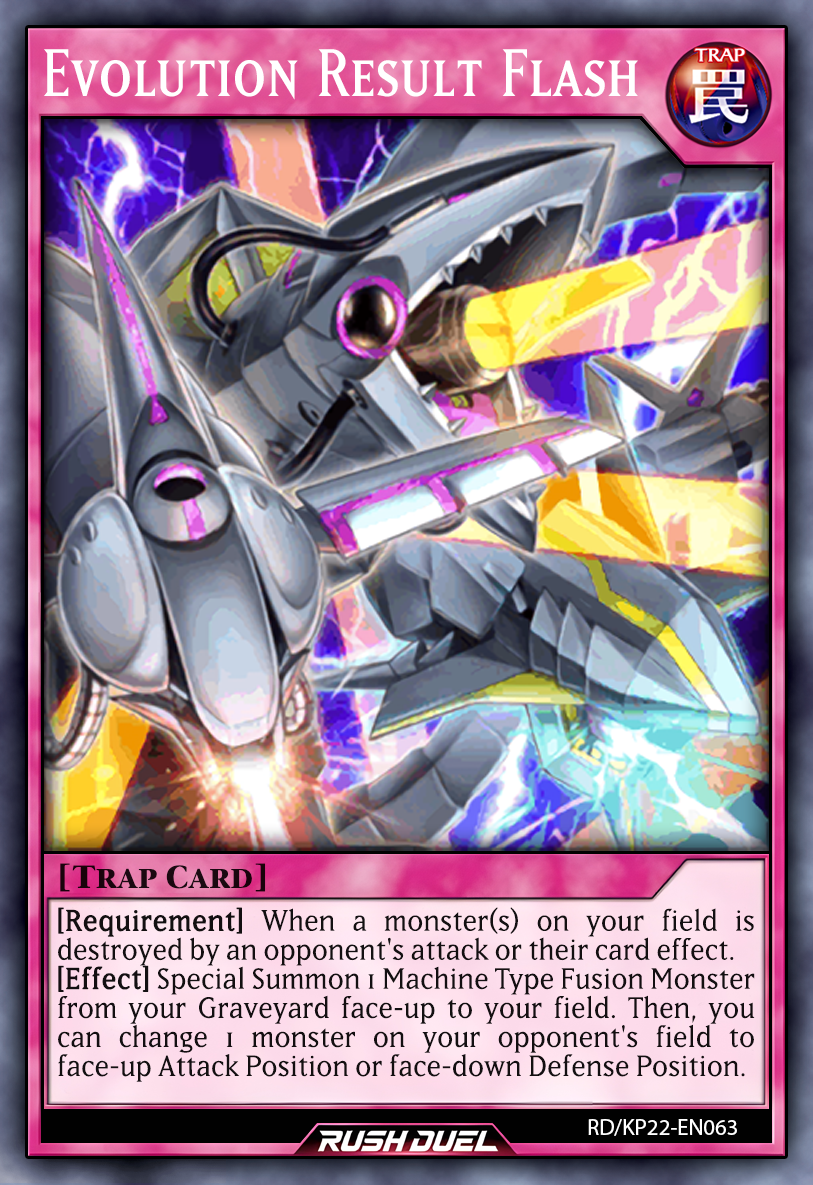 Evolution Result Flash
TRAP
罠
[Trap Card]
[Requirement] When a monster(s) on your field is
destroyed by an opponent's attack or their card effect.
[Effect] Special Summon 1 Machine Type Fusion Monster
from your Graveyard face-up to your field. Then, you
can change 1 monster on your opponent's field to
face-up Attack Position or face-down Defense Position.
RD/KP22-EN063
RUSH DUEL